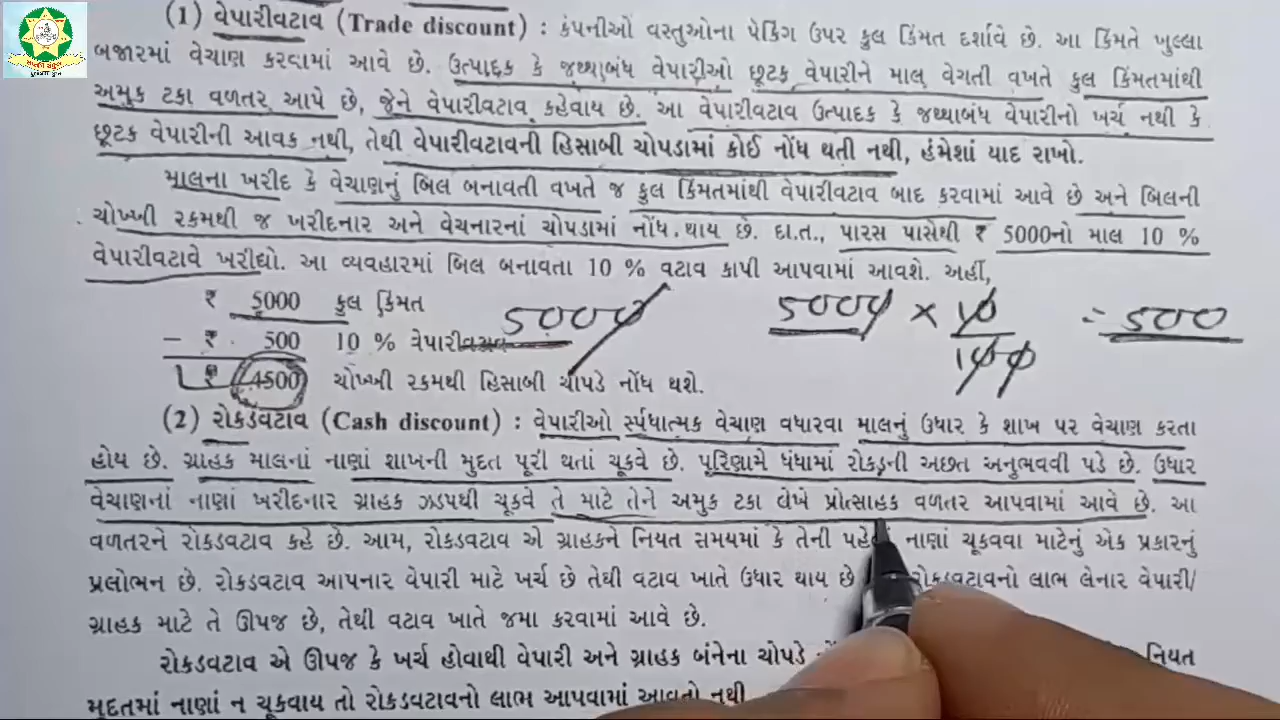 (1) વેપારીવટાવ (Trade discount) : કંપનીઓ વસ્તુઓના પેકિંગ ઉપર કુલ કિંમત દર્શાવે છે. આ કિંમતે ખુલ્લા
બજારમાં વેચાણ કરવામાં આવે છે. ઉત્પાદક કે જથ્થાબંધ વેપારીઓ છૂટક વેપારીને માલ વેચતી વખતે કુલ કિંમતમાંથી
અમુક ટકા વળતર આપે છે, જેને વેપારીવટાવ કહેવાય છે. આ વેપારીવટાવ ઉત્પાદક કે જથ્થાબંધ વેપારીનો ખર્ચ નથી કે
છૂટક વેપારીની આવક નથી, તેથી વેપારીવટાવની હિસાબી ચોપડામાં કોઈ નોંધ થતી નથી, હંમેશાં યાદ રાખો.
માલના ખરીદ કે વેચાણનું બિલ બનાવતી વખતે જ કુલ કિંમતમાંથી વેપારીવટાવ બાદ કરવામાં આવે છે અને બિલની
ચોખ્ખી રકમથી જ ખરીદનાર અને વેચનારનાં ચોપડામાં નોંધ થાય છે. દા.ત., પારસ પાસેથી ₹ 5000નો માલ 10 %
વેપારીવટાવે ખરીદ્યો. આ વ્યવહારમાં બિલ બનાવતા 10 % વટાવ કાપી આપવામાં આવશે. અહીં,
₹ 5000 કુલ કિંમત
5000 5000 × 10/100 = 500
– ₹ 500 10 % વેપારીવટાવ
₹ 4500 ચોખ્ખી રકમથી હિસાબી ચોપડે નોંધ થશે.
(2) રોકડવટાવ (Cash discount) : વેપારીઓ સ્પર્ધાત્મક વેચાણ વધારવા માલનું ઉધાર કે શાખ પર વેચાણ કરતા
હોય છે. ગ્રાહક માલનાં નાણાં શાખની મુદત પૂરી થતાં ચૂકવે છે. પરિણામે ધંધામાં રોકડની અછત અનુભવવી પડે છે. ઉધાર
વેચાણનાં નાણાં ખરીદનાર ગ્રાહક ઝડપથી ચૂકવે તે માટે તેને અમુક ટકા લેખે પ્રોત્સાહક વળતર આપવામાં આવે છે. આ
વળતરને રોકડવટાવ કહે છે. આમ, રોકડવટાવ એ ગ્રાહકને નિયત સમયમાં કે તેની નાણાં ચૂકવવા માટેનું એક પ્રકારનું
પ્રલોભન છે. રોકડવટાવ આપનાર વેપારી માટે ખર્ચ છે તેથી વટાવ ખાતે ઉધાર થાય છે રોકડવટાવનો લાભ લેનાર વેપારી/
ગ્રાહક માટે તે ઊપજ છે, તેથી વટાવ ખાતે જમા કરવામાં આવે છે.
રોકડવટાવ એ ઊપજ કે ખર્ચ હોવાથી વેપારી અને ગ્રાહક બંનેના ચોપડે નિયત
મુદતમાં નાણાં ન ચૂકવાય તો રોકડવટાવનો લાભ આપવામાં આવતો નથી.